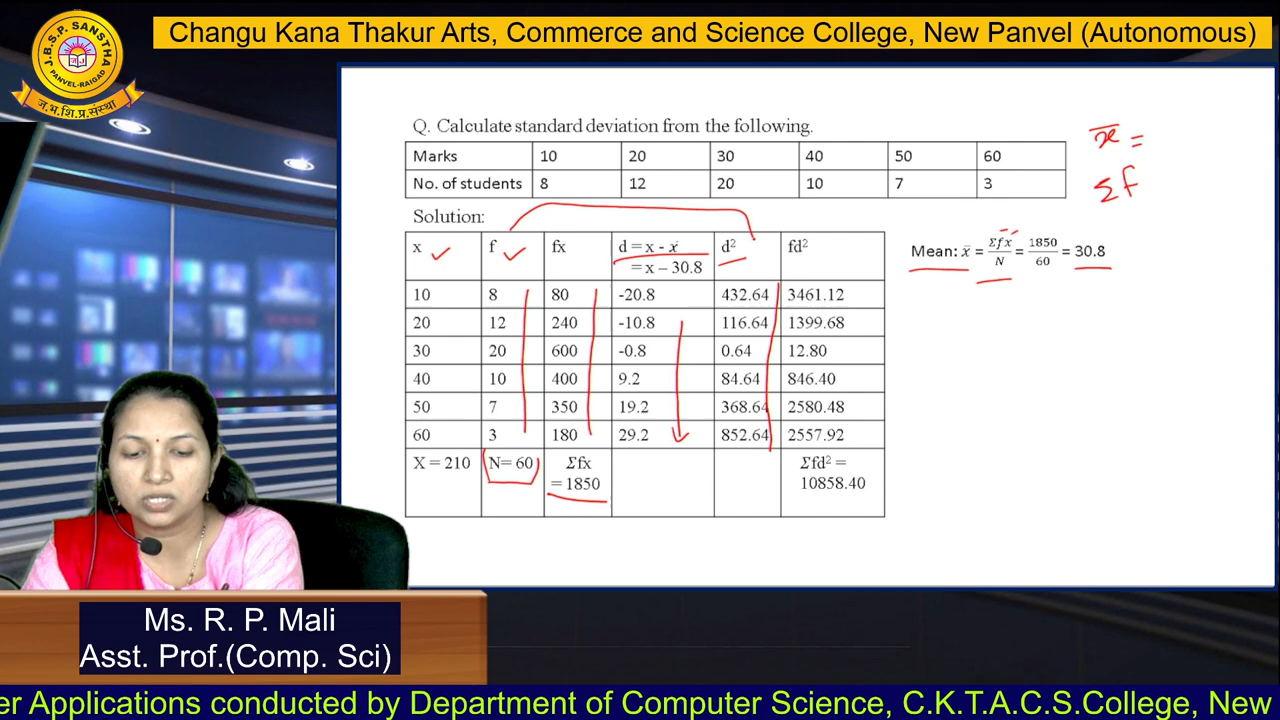 Changu Kana Thakur Arts, Commerce and Science College, New Panvel (Autonomous)
J.B.S.P. SANSTHA
PANVEL-RAIGAD
ज.भ.शि.प्र.संस्था
Q. Calculate standard deviation from the following.
Marks 10 20 30 40 50 60
No. of students 8 12 20 10 7 3
x̄ =
Σf
Solution:
x f fx d = x - x̄ d² fd²
= x – 30.8
10 8 80 -20.8 432.64 3461.12
20 12 240 -10.8 116.64 1399.68
30 20 600 -0.8 0.64 12.80
40 10 400 9.2 84.64 846.40
50 7 350 19.2 368.64 2580.48
60 3 180 29.2 852.64 2557.92
X = 210 N= 60 Σfx = 1850 Σfd² = 10858.40
Mean: x̄ = Σfx/N = 1850/60 = 30.8
Ms. R. P. Mali
Asst. Prof.(Comp. Sci)
er Applications conducted by Department of Computer Science, C.K.T.A.C.S.College, New